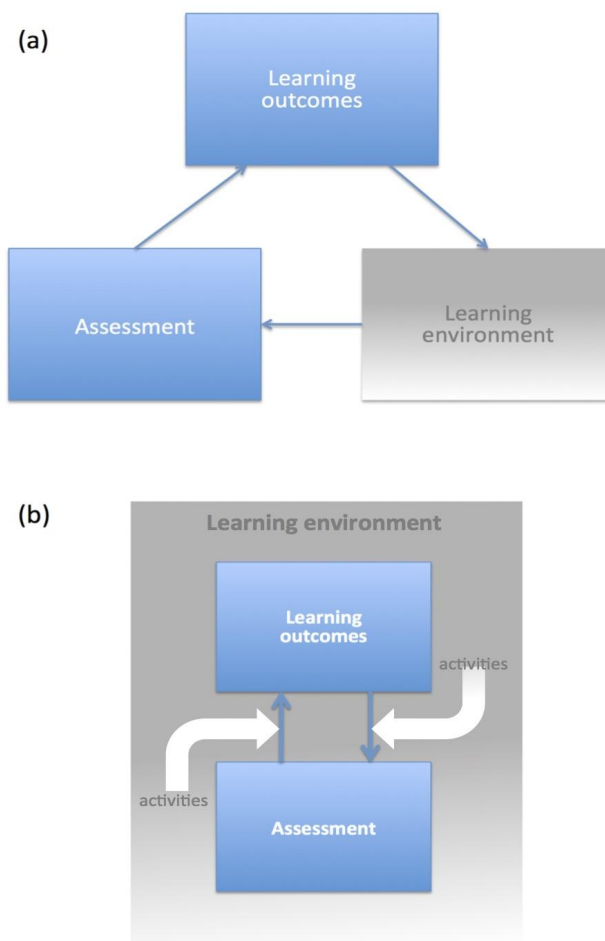 (a)
Learning
outcomes
Assessment
Learning
environment
(b)
Learning environment
Learning
outcomes
activities
activities
Assessment